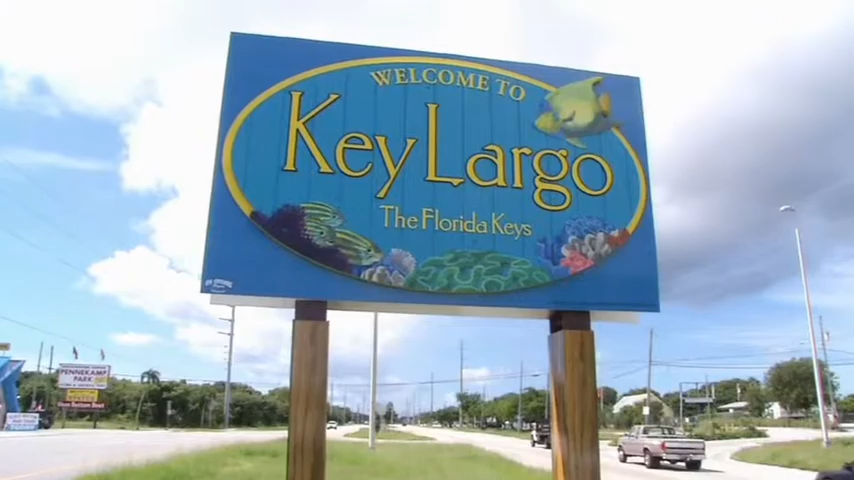 WELCOME TO
Key Largo
The Florida Keys
PENNEKAMP
PARK